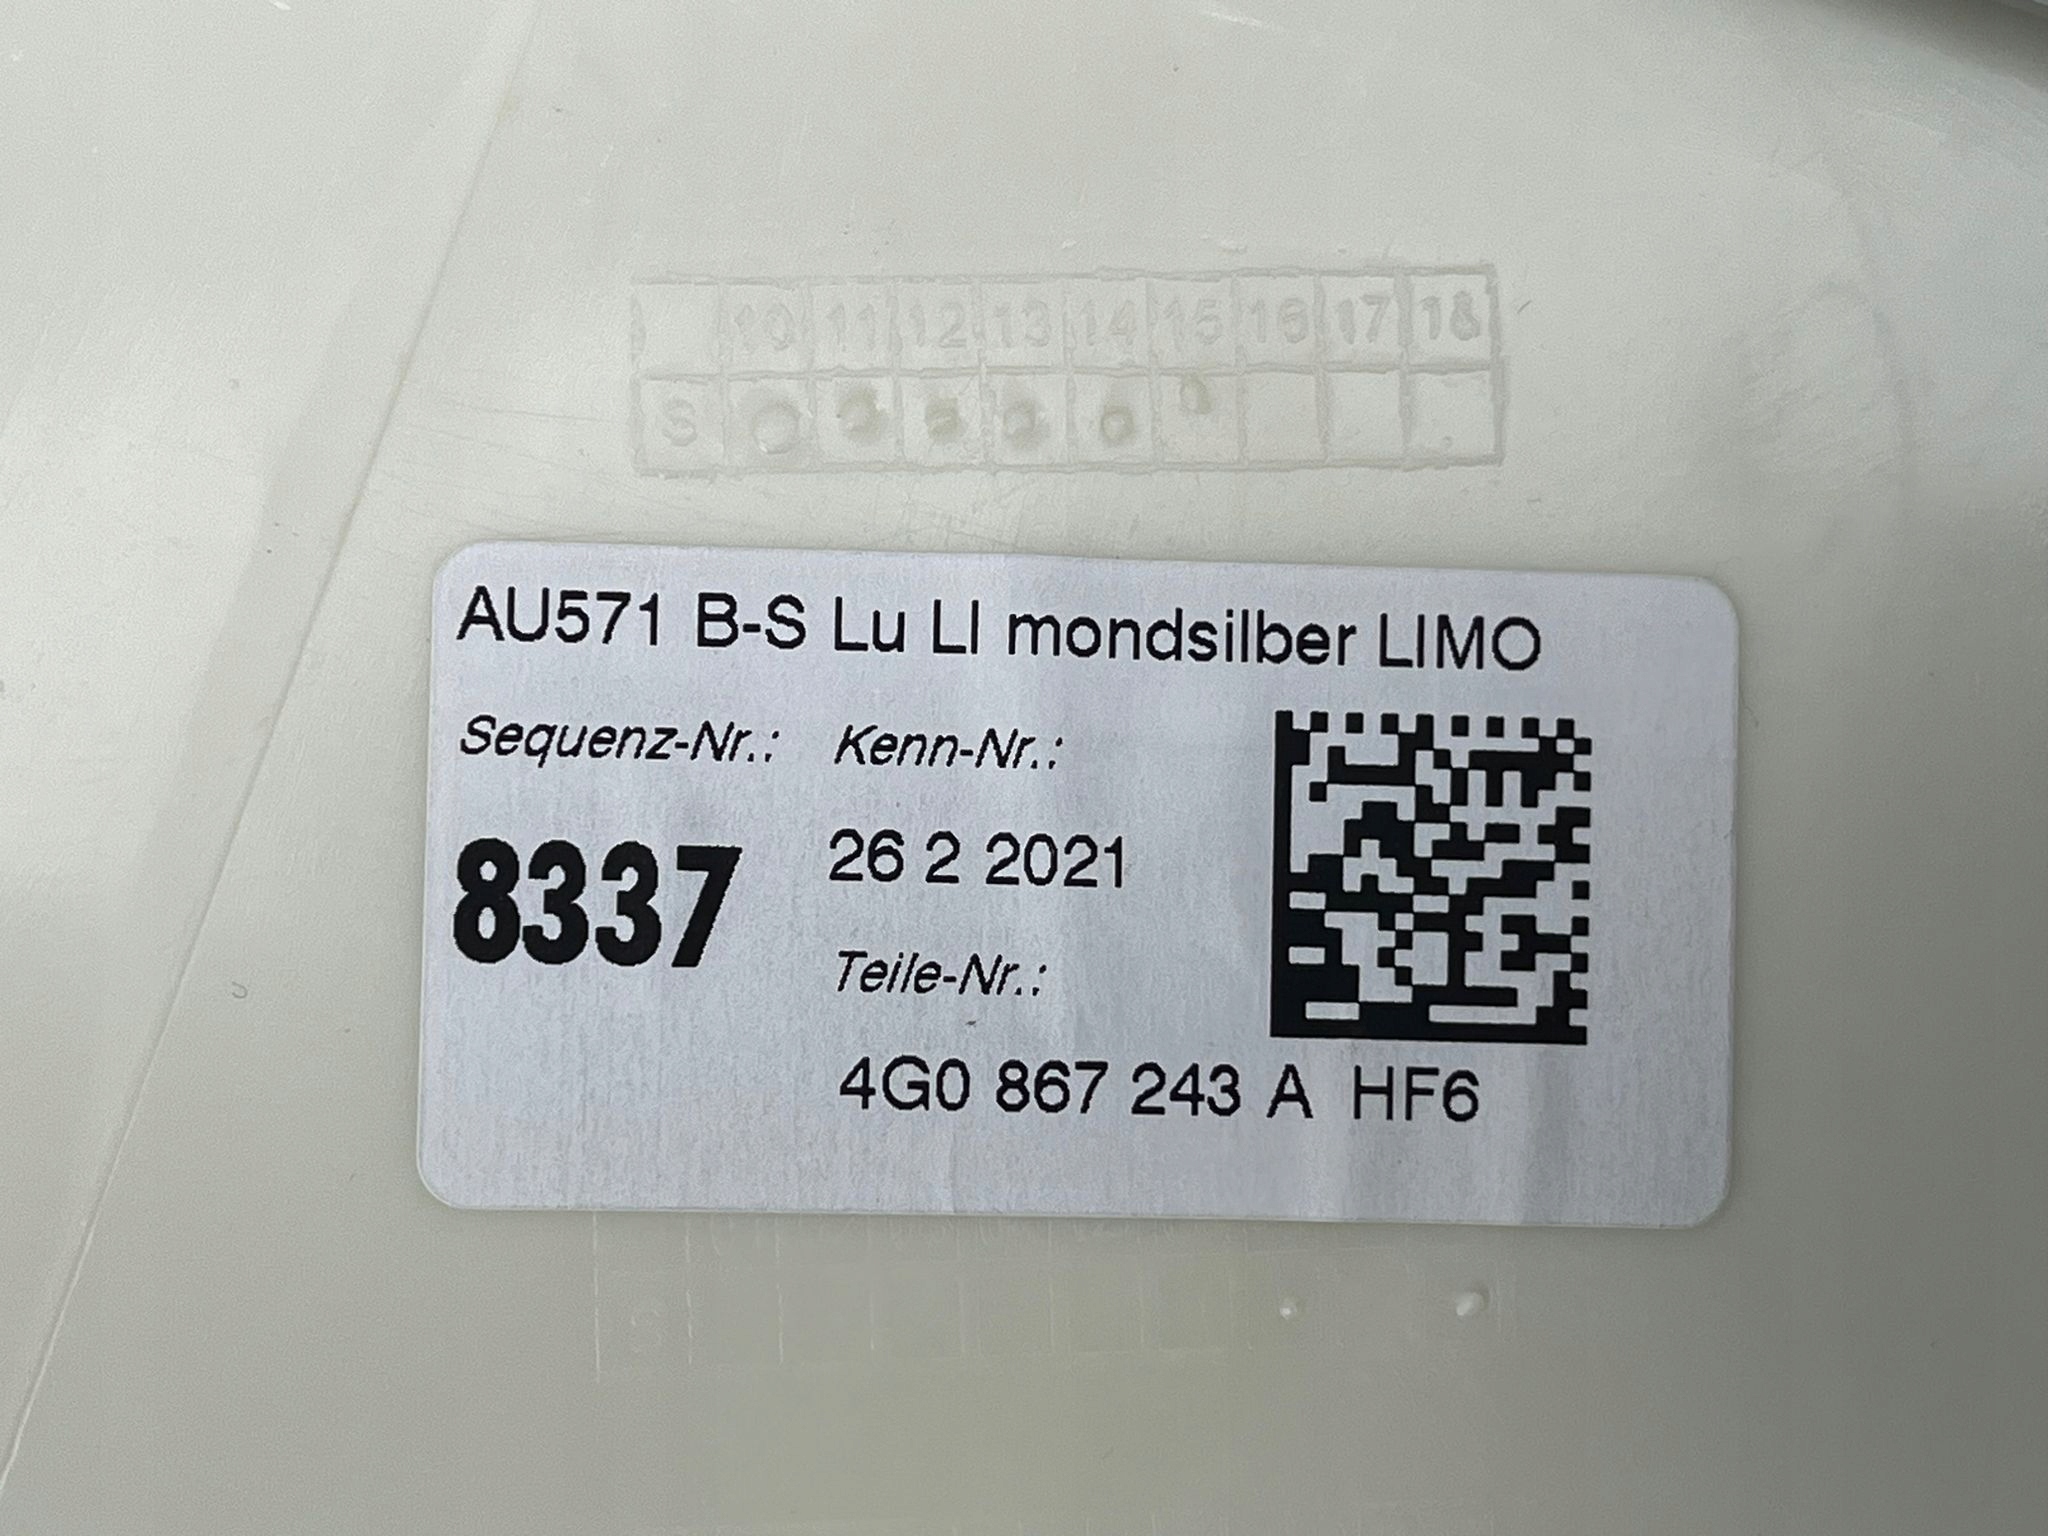 10 11 12 13 14 15 16 17 18
S
AU571 B-S Lu LI mondsilber LIMO
Sequenz-Nr.: Kenn-Nr.:
8337 26 2 2021
Teile-Nr.:
4G0 867 243 A HF6